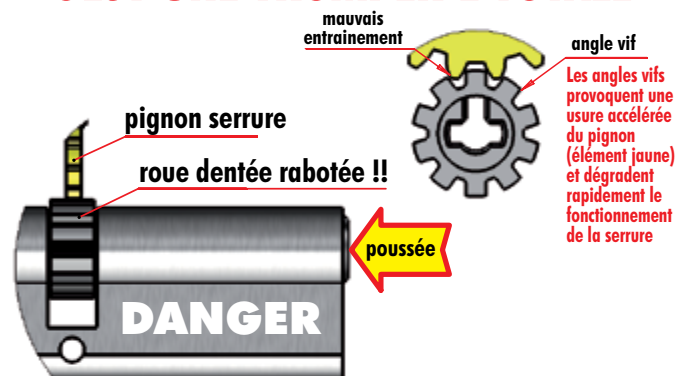 mauvais
entrainement
angle vif
Les angles vifs
provoquent une
usure accélérée
du pignon
(élément jaune)
et dégradent
rapidement le
fonctionnement
de la serrure
pignon serrure
roue dentée rabotée !!
poussée
DANGER